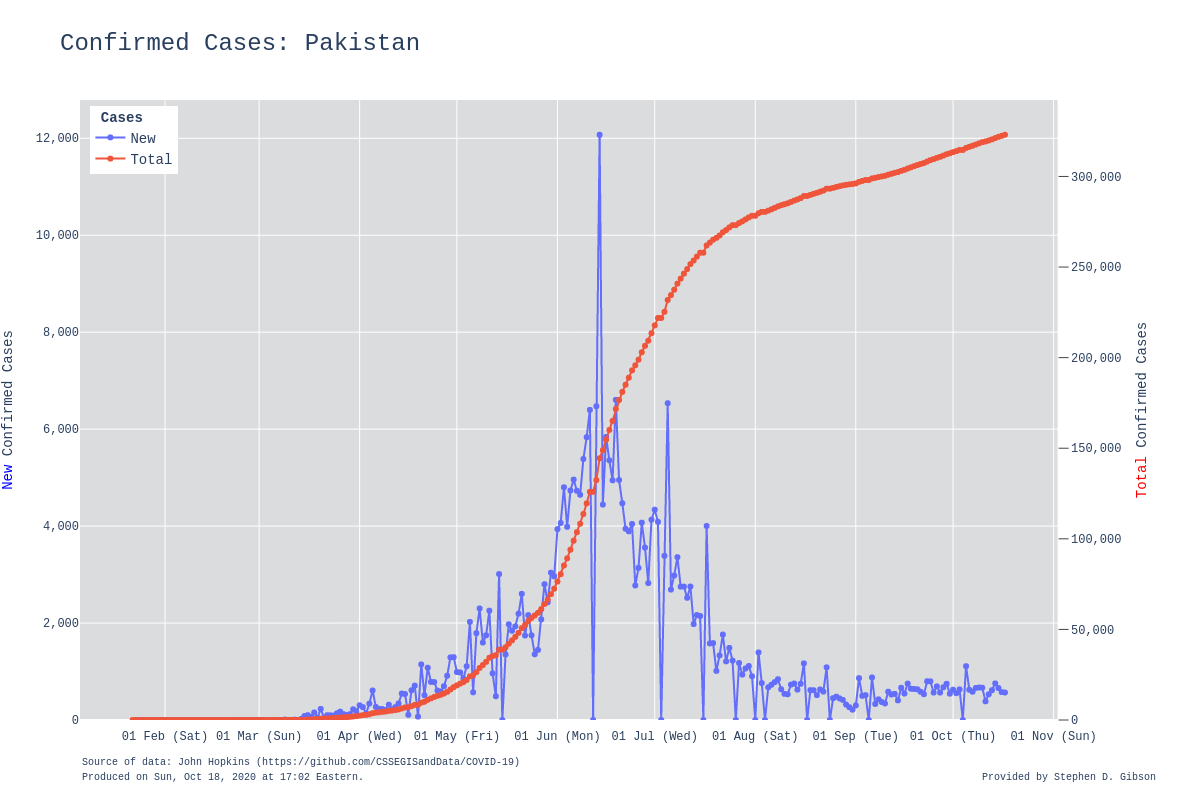 Confirmed Cases: Pakistan
Cases
New
Total
12,000
10,000
8,000
6,000
4,000
2,000
0
New Confirmed Cases
300,000
250,000
200,000
150,000
100,000
50,000
0
Total Confirmed Cases
01 Feb (Sat) 01 Mar (Sun) 01 Apr (Wed) 01 May (Fri) 01 Jun (Mon) 01 Jul (Wed) 01 Aug (Sat) 01 Sep (Tue) 01 Oct (Thu) 01 Nov (Sun)
Source of data: John Hopkins (https://github.com/CSSEGISandData/COVID-19)
Produced on Sun, Oct 18, 2020 at 17:02 Eastern.
Provided by Stephen D. Gibson